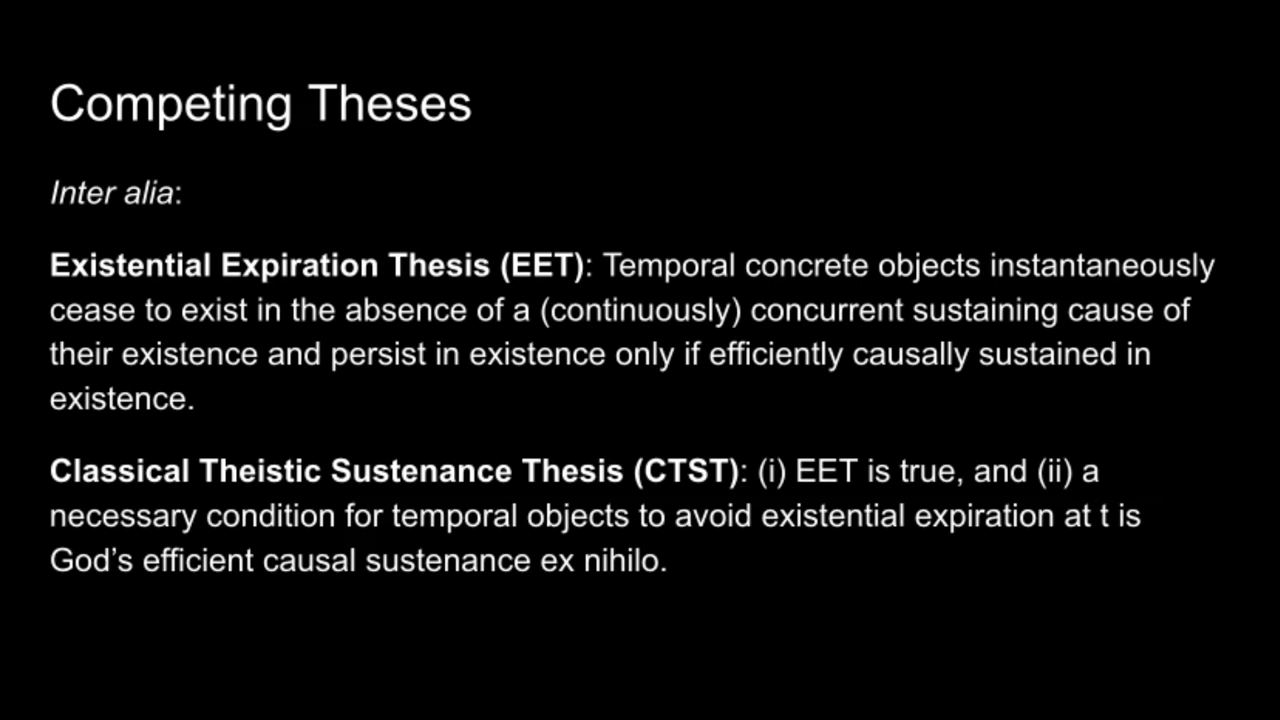 Competing Theses
Inter alia:
Existential Expiration Thesis (EET): Temporal concrete objects instantaneously
cease to exist in the absence of a (continuously) concurrent sustaining cause of
their existence and persist in existence only if efficiently causally sustained in
existence.
Classical Theistic Sustenance Thesis (CTST): (i) EET is true, and (ii) a
necessary condition for temporal objects to avoid existential expiration at t is
God’s efficient causal sustenance ex nihilo.